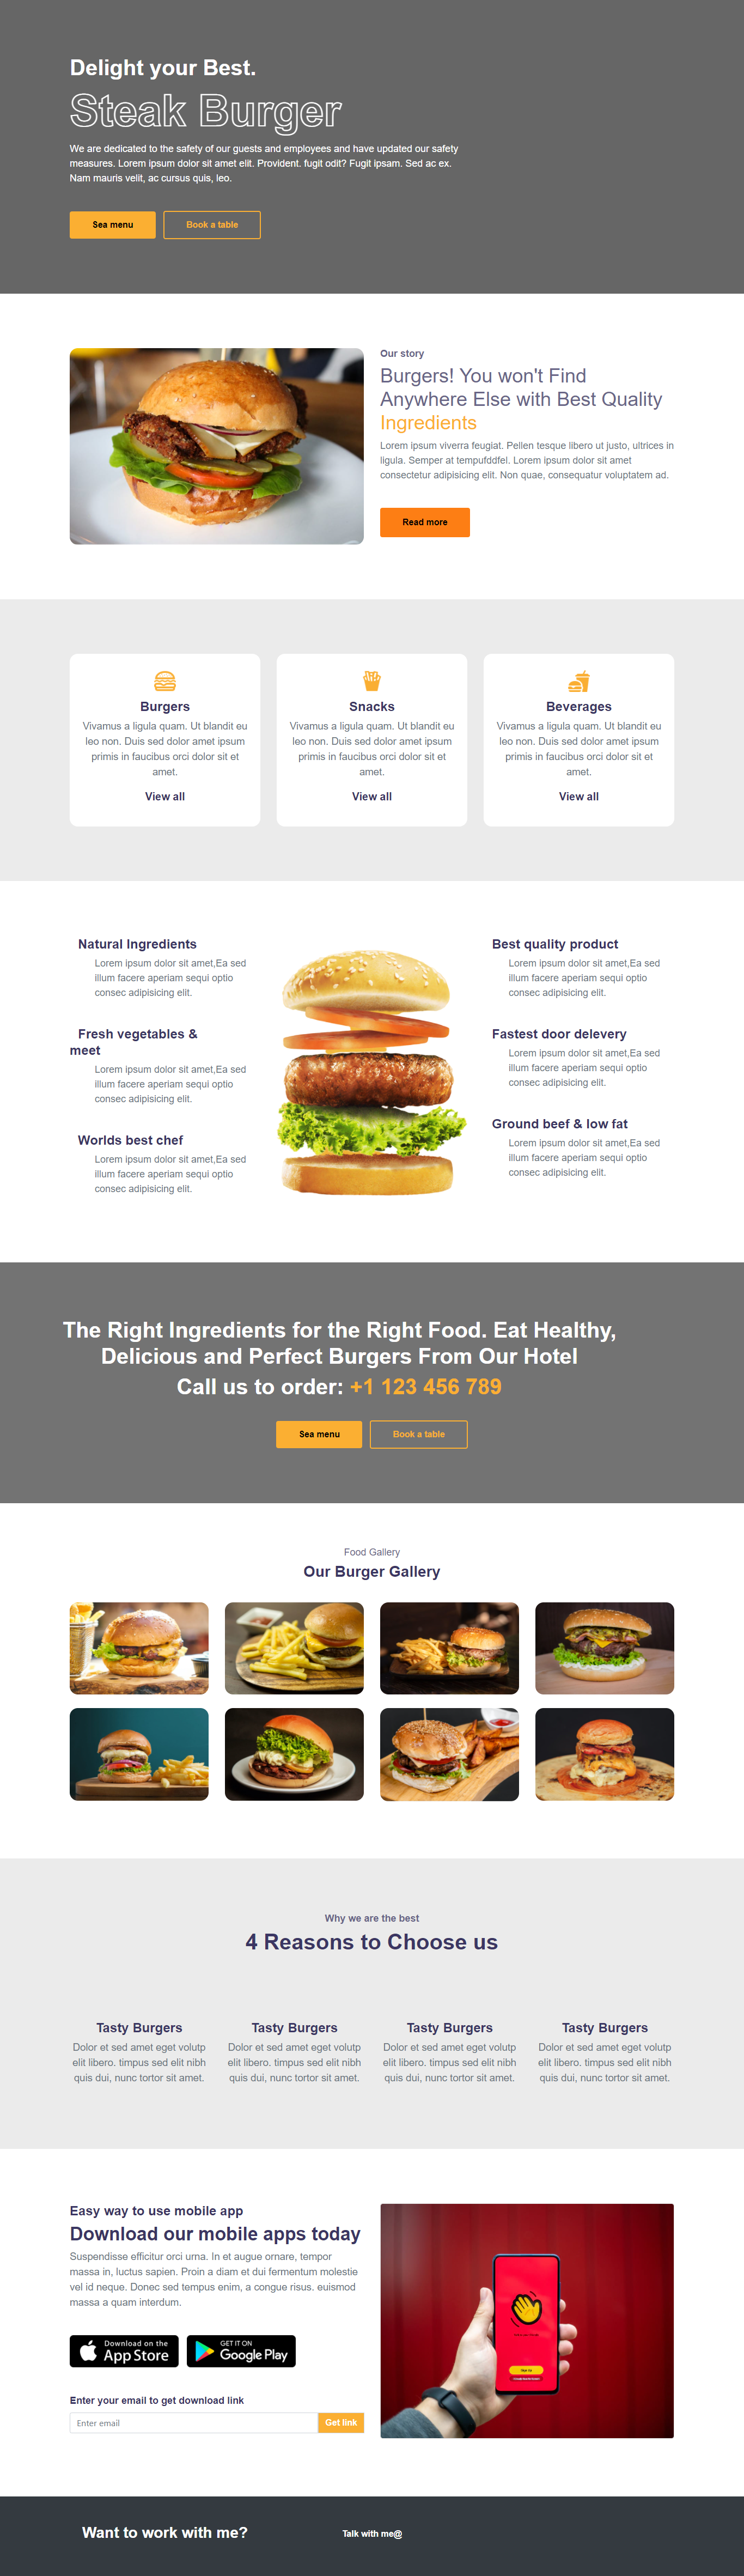 Delight your Best.
Steak Burger
We are dedicated to the safety of our guests and employees and have updated our safety
measures. Lorem ipsum dolor sit amet elit. Provident. fugit odit? Fugit ipsam. Sed ac ex.
Nam mauris velit, ac cursus quis, leo.
Sea menu
Book a table
Our story
Burgers! You won't Find
Anywhere Else with Best Quality
Ingredients
Lorem ipsum viverra feugiat. Pellen tesque libero ut justo, ultrices in
ligula. Semper at tempufddfel. Lorem ipsum dolor sit amet
consectetur adipisicing elit. Non quae, consequatur voluptatem ad.
Read more
Burgers
Vivamus a ligula quam. Ut blandit eu
leo non. Duis sed dolor amet ipsum
primis in faucibus orci dolor sit et
amet.
View all
Snacks
Vivamus a ligula quam. Ut blandit eu
leo non. Duis sed dolor amet ipsum
primis in faucibus orci dolor sit et
amet.
View all
Beverages
Vivamus a ligula quam. Ut blandit eu
leo non. Duis sed dolor amet ipsum
primis in faucibus orci dolor sit et
amet.
View all
Natural Ingredients
Lorem ipsum dolor sit amet,Ea sed
illum facere aperiam sequi optio
consec adipisicing elit.
Fresh vegetables &
meet
Lorem ipsum dolor sit amet,Ea sed
illum facere aperiam sequi optio
consec adipisicing elit.
Worlds best chef
Lorem ipsum dolor sit amet,Ea sed
illum facere aperiam sequi optio
consec adipisicing elit.
Best quality product
Lorem ipsum dolor sit amet,Ea sed
illum facere aperiam sequi optio
consec adipisicing elit.
Fastest door delevery
Lorem ipsum dolor sit amet,Ea sed
illum facere aperiam sequi optio
consec adipisicing elit.
Ground beef & low fat
Lorem ipsum dolor sit amet,Ea sed
illum facere aperiam sequi optio
consec adipisicing elit.
The Right Ingredients for the Right Food. Eat Healthy,
Delicious and Perfect Burgers From Our Hotel
Call us to order: +1 123 456 789
Sea menu
Book a table
Food Gallery
Our Burger Gallery
Why we are the best
4 Reasons to Choose us
Tasty Burgers
Dolor et sed amet eget volutp
elit libero. timpus sed elit nibh
quis dui, nunc tortor sit amet.
Tasty Burgers
Dolor et sed amet eget volutp
elit libero. timpus sed elit nibh
quis dui, nunc tortor sit amet.
Tasty Burgers
Dolor et sed amet eget volutp
elit libero. timpus sed elit nibh
quis dui, nunc tortor sit amet.
Tasty Burgers
Dolor et sed amet eget volutp
elit libero. timpus sed elit nibh
quis dui, nunc tortor sit amet.
Easy way to use mobile app
Download our mobile apps today
Suspendisse efficitur orci urna. In et augue ornare, tempor
massa in, luctus sapien. Proin a diam et dui fermentum molestie
vel id neque. Donec sed tempus enim, a congue risus. euismod
massa a quam interdum.
Download on the
App Store
GET IT ON
Google Play
Enter your email to get download link
Enter email
Get link
Sign Up
Want to work with me?
Talk with me@